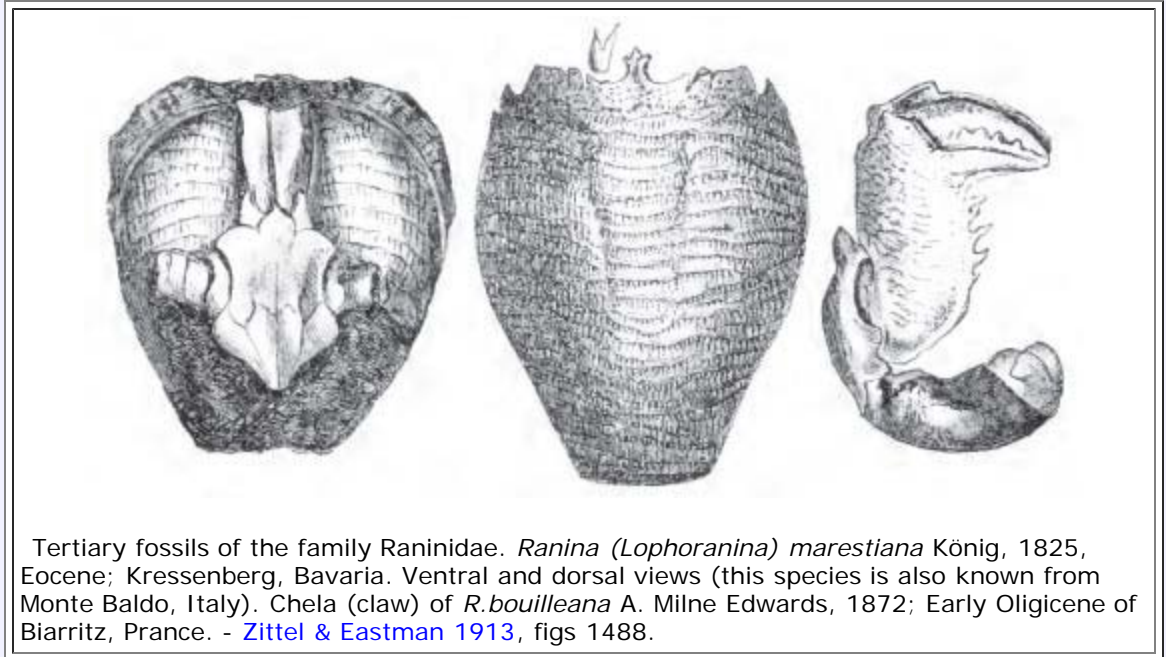 Tertiary fossils of the family Raninidae. Ranina (Lophoranina) marestiana König, 1825,
Eocene; Kressenberg, Bavaria. Ventral and dorsal views (this species is also known from
Monte Baldo, Italy). Chela (claw) of R.bouilleana A. Milne Edwards, 1872; Early Oligicene of
Biarritz, Prance. - Zittel & Eastman 1913, figs 1488.